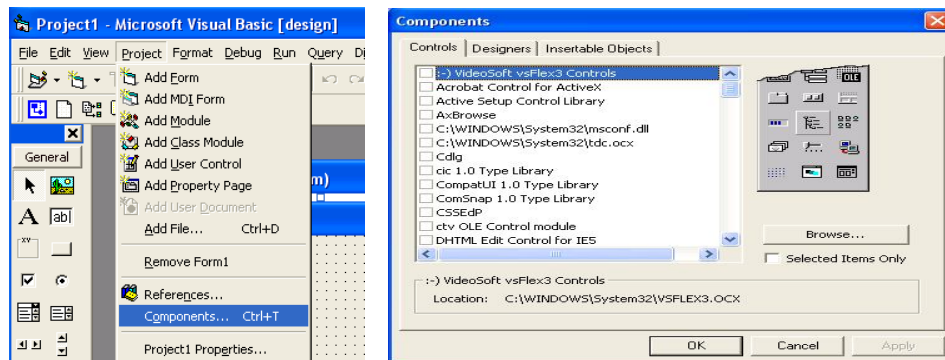 Project1 - Microsoft Visual Basic [design]
File Edit View Project Format Debug Run Query Di
Add Form
Add MDI Form
Add Module
Add Class Module
Add User Control
Add Property Page
Add User Document
Add File... Ctrl+D
Remove Form1
References...
Components... Ctrl+T
Project1 Properties...
General
m)
A ab
xy
Components
Controls Designers Insertable Objects
:-) VideoSoft vsFlex3 Controls
Acrobat Control for ActiveX
Active Setup Control Library
AxBrowse
C:\WINDOWS\System32\msconf.dll
C:\WINDOWS\System32\tdc.ocx
Cdlg
cic 1.0 Type Library
CompatUI 1.0 Type Library
ComSnap 1.0 Type Library
CSSEdP
ctv OLE Control module
DHTML Edit Control for IE5
OLE
Browse...
Selected Items Only
:-) VideoSoft vsFlex3 Controls
Location: C:\WINDOWS\System32\VSFLEX3.OCX
OK Cancel Apply